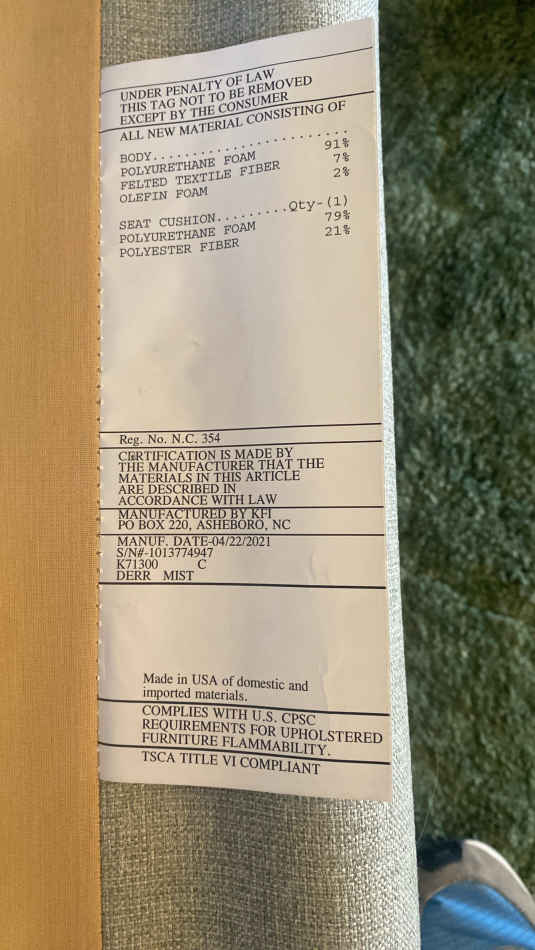 UNDER PENALTY OF LAW
THIS TAG NOT TO BE REMOVED
EXCEPT BY THE CONSUMER
ALL NEW MATERIAL CONSISTING OF
BODY.......................
POLYURETHANE FOAM 91%
FELTED TEXTILE FIBER 7%
OLEFIN FOAM 2%
SEAT CUSHION.........Qty-(1)
POLYURETHANE FOAM 79%
POLYESTER FIBER 21%
Reg. No. N.C. 354
CERTIFICATION IS MADE BY
THE MANUFACTURER THAT THE
MATERIALS IN THIS ARTICLE
ARE DESCRIBED IN
ACCORDANCE WITH LAW
MANUFACTURED BY KFI
PO BOX 220, ASHEBORO, NC
MANUF. DATE-04/22/2021
S/N#-1013774947
K71300 C
DERR MIST
Made in USA of domestic and
imported materials.
COMPLIES WITH U.S. CPSC
REQUIREMENTS FOR UPHOLSTERED
FURNITURE FLAMMABILITY.
TSCA TITLE VI COMPLIANT